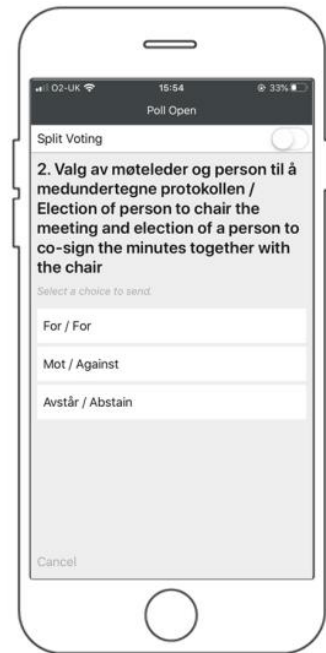 O2-UK 15:54 33%
Poll Open
Split Voting
2. Valg av møteleder og person til å
medundertegne protokollen /
Election of person to chair the
meeting and election of a person to
co-sign the minutes together with
the chair
Select a choice to send.
For / For
Mot / Against
Avstår / Abstain
Cancel